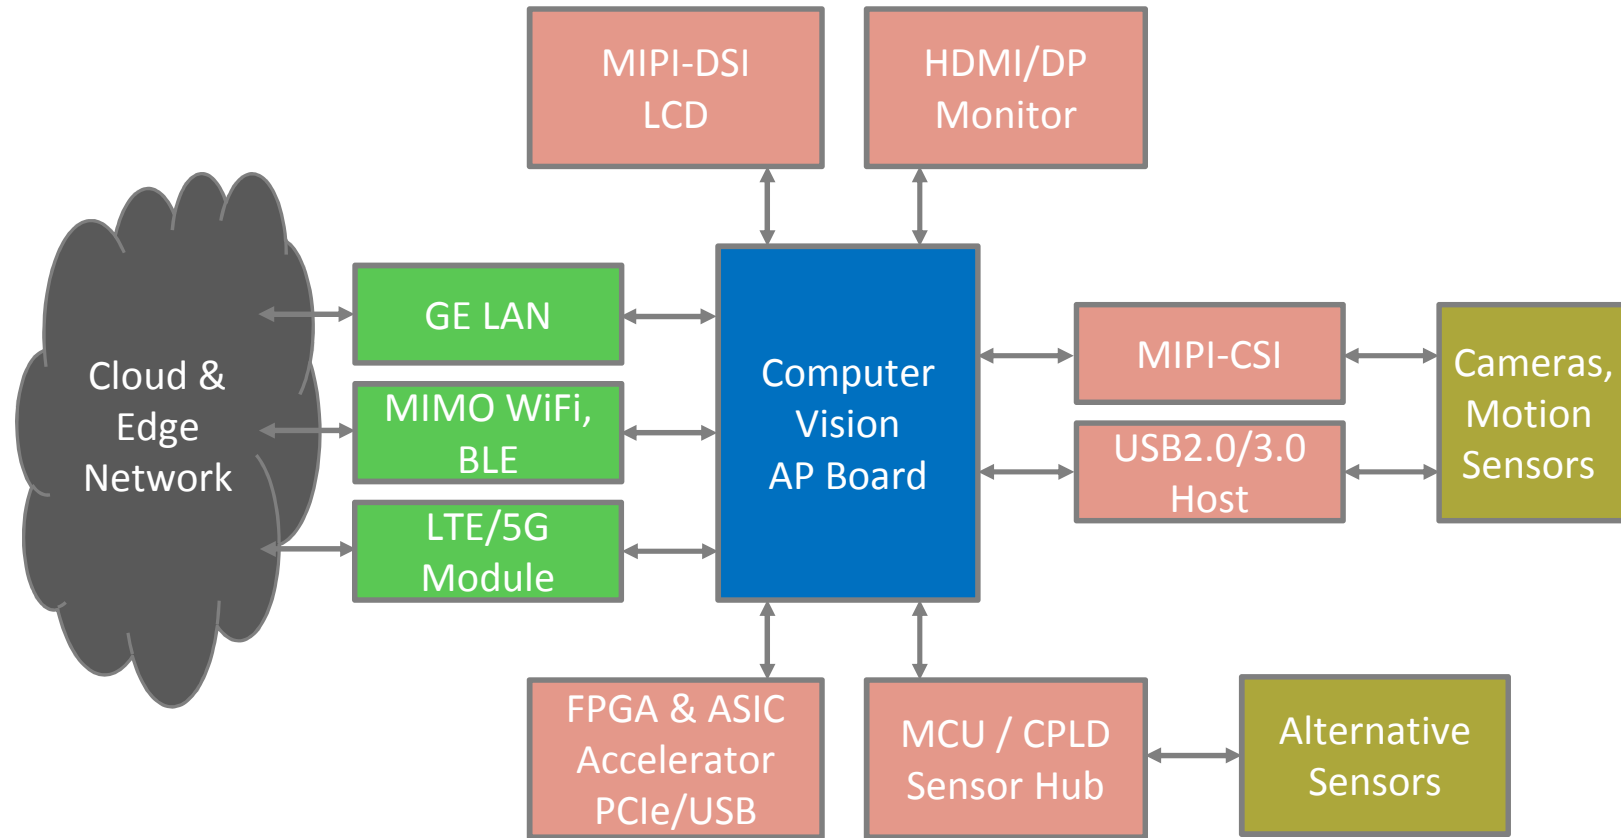 MIPI-DSI
LCD
HDMI/DP
Monitor
Cloud &
Edge
Network
GE LAN
MIMO WiFi,
BLE
LTE/5G
Module
Computer
Vision
AP Board
MIPI-CSI
USB2.0/3.0
Host
Cameras,
Motion
Sensors
FPGA & ASIC
Accelerator
PCIe/USB
MCU / CPLD
Sensor Hub
Alternative
Sensors